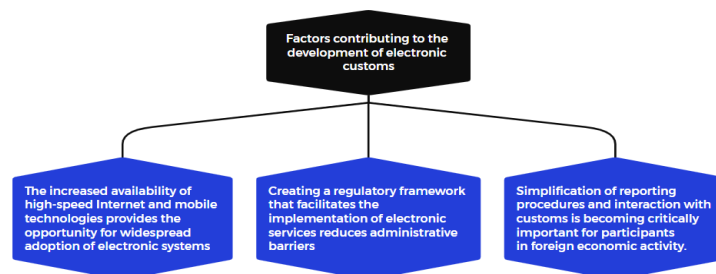 Factors contributing to the
development of electronic
customs
The increased availability of
high-speed Internet and mobile
technologies provides the
opportunity for widespread
adoption of electronic systems
Creating a regulatory framework
that facilitates the
implementation of electronic
services reduces administrative
barriers
Simplification of reporting
procedures and interaction with
customs is becoming critically
important for participants
in foreign economic activity.